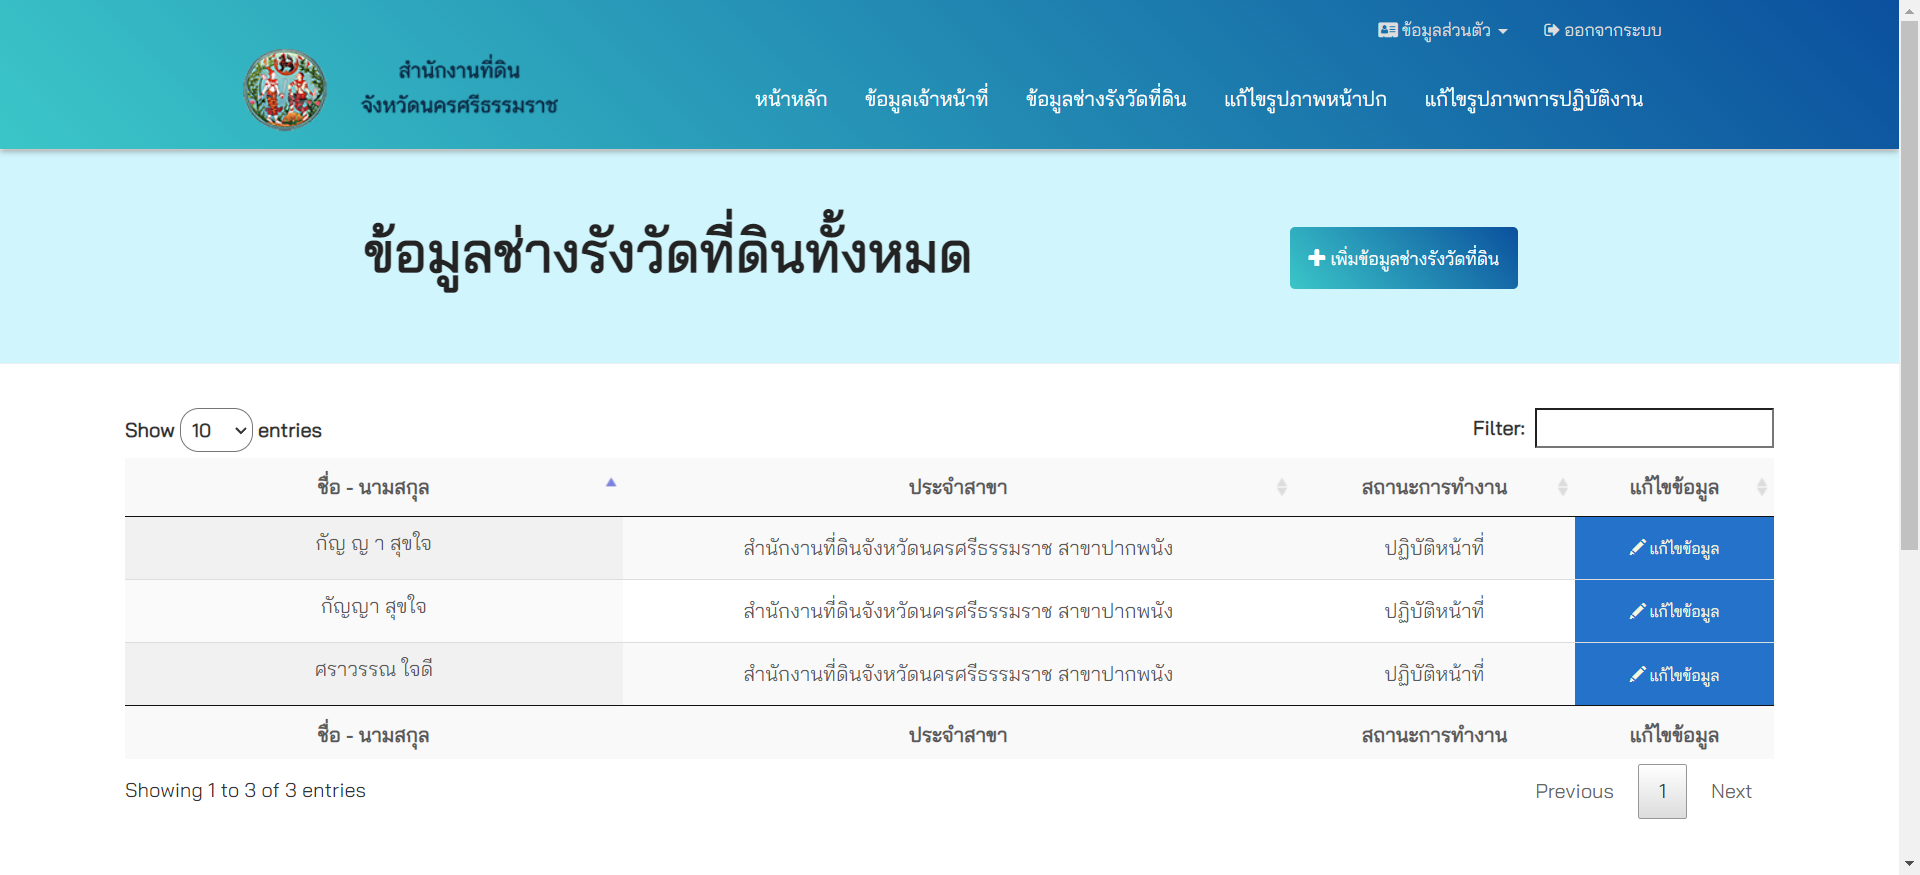 ข้อมูลส่วนตัว ออกจากระบบ
สำนักงานที่ดิน
จังหวัดนครศรีธรรมราช
หน้าหลัก ข้อมูลเจ้าหน้าที่ ข้อมูลช่างรังวัดที่ดิน แก้ไขรูปภาพหน้าปก แก้ไขรูปภาพการปฏิบัติงาน
ข้อมูลช่างรังวัดที่ดินทั้งหมด
เพิ่มข้อมูลช่างรังวัดที่ดิน
Show 10 entries Filter:
ชื่อ - นามสกุล ประจำสาขา สถานะการทำงาน แก้ไขข้อมูล
กัญ ญ า สุขใจ สำนักงานที่ดินจังหวัดนครศรีธรรมราช สาขาปากพนัง ปฏิบัติหน้าที่ แก้ไขข้อมูล
กัญญา สุขใจ สำนักงานที่ดินจังหวัดนครศรีธรรมราช สาขาปากพนัง ปฏิบัติหน้าที่ แก้ไขข้อมูล
ศราวรรณ ใจดี สำนักงานที่ดินจังหวัดนครศรีธรรมราช สาขาปากพนัง ปฏิบัติหน้าที่ แก้ไขข้อมูล
ชื่อ - นามสกุล ประจำสาขา สถานะการทำงาน แก้ไขข้อมูล
Showing 1 to 3 of 3 entries Previous 1 Next